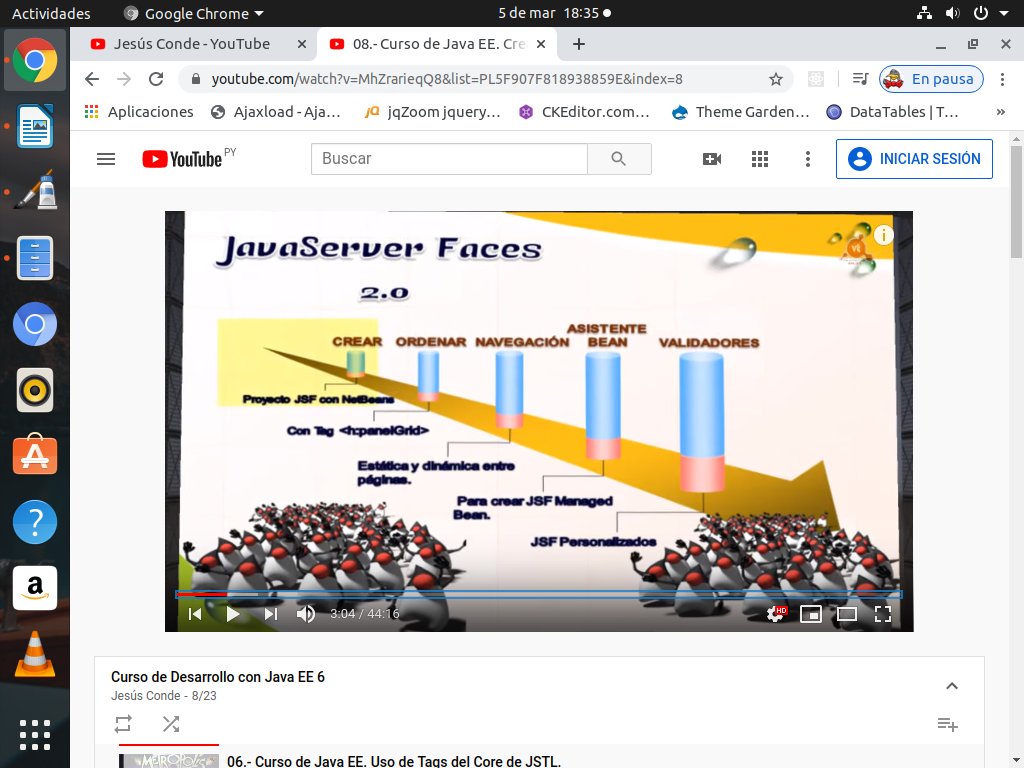 Actividades
Google Chrome
5 de mar 18:35
Jesús Conde - YouTube
08.- Curso de Java EE. Cre
youtube.com/watch?v=MhZrarieqQ8&list=PL5F907F818938859E&index=8
En pausa
Aplicaciones
Ajaxload - Aja...
jqZoom jquery...
CKEditor.com...
Theme Garden...
DataTables | T...
»
YouTube PY
Buscar
INICIAR SESIÓN
JavaServer Faces
2.0
CREAR
ORDENAR
NAVEGACIÓN
ASISTENTE
BEAN
VALIDADORES
Proyecto JSF con NetBeans
Con Tag <h:panelGrid>
Estática y dinámica entre
páginas.
Para crear JSF Managed
Bean.
JSF Personalizados
3:04 / 44:16
HD
Curso de Desarrollo con Java EE 6
Jesús Conde - 8/23
06.- Curso de Java EE. Uso de Tags del Core de JSTL.